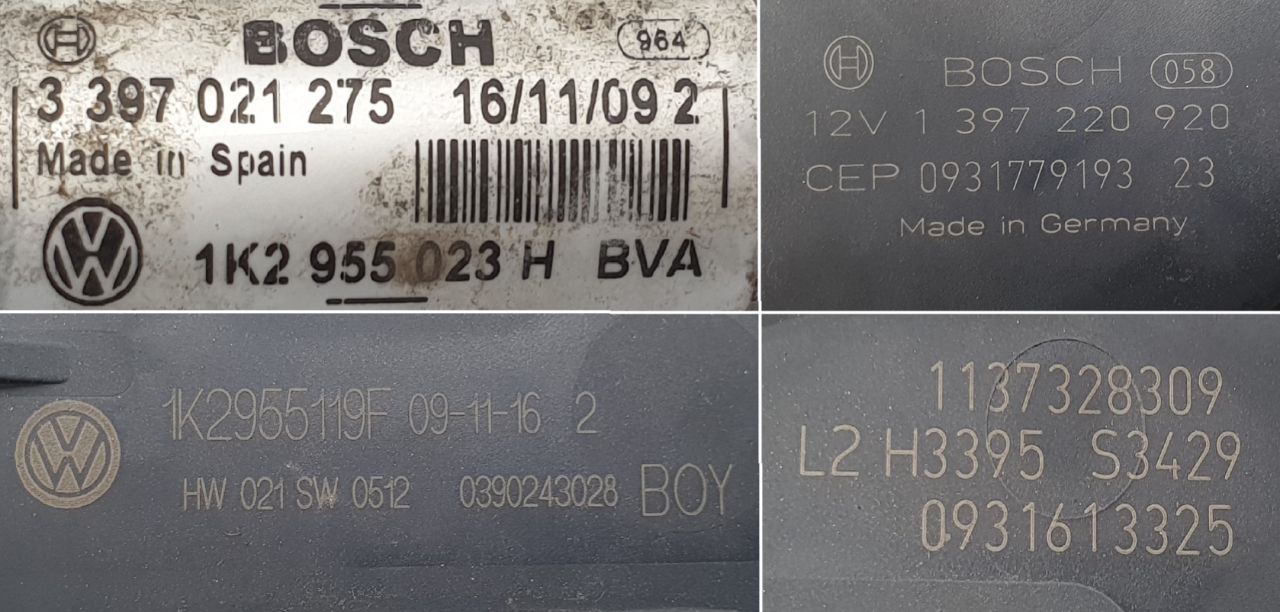 BOSCH 964
3 397 021 275 16/11/09 2
Made in Spain
1K2 955 023 H BVA
BOSCH 058
12V 1 397 220 920
CEP 0931779193 23
Made in Germany
1K2955119F 09-11-16 2
HW 021 SW 0512 0390243028 BOY
1137328309
L2 H3395 S3429
0931613325